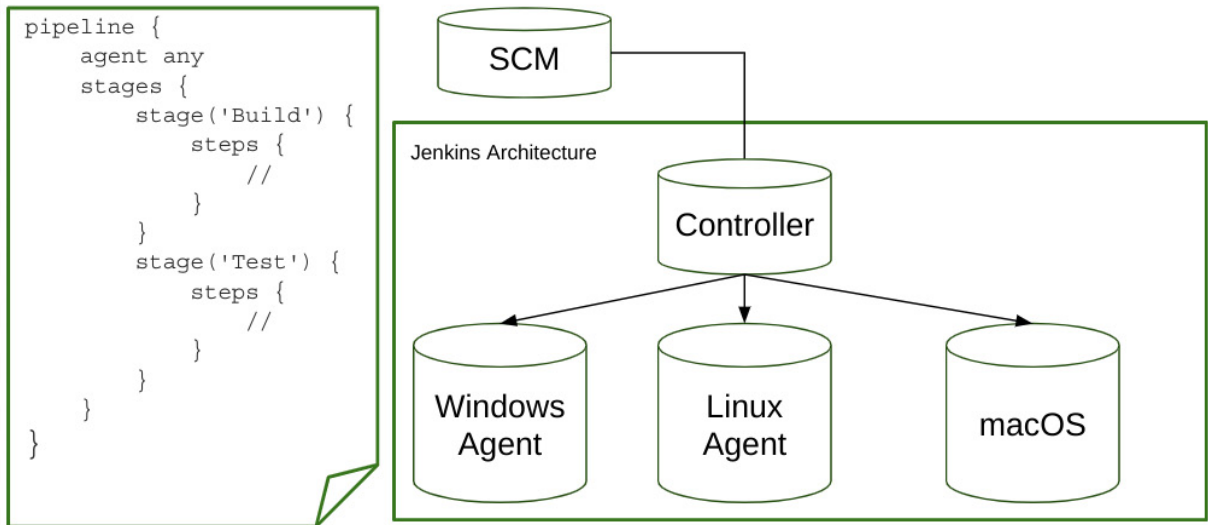 pipeline {
    agent any
    stages {
        stage('Build') {
            steps {
                //
            }
        }
        stage('Test') {
            steps {
                //
            }
        }
    }
}
SCM
Jenkins Architecture
Controller
Windows
Agent
Linux
Agent
macOS